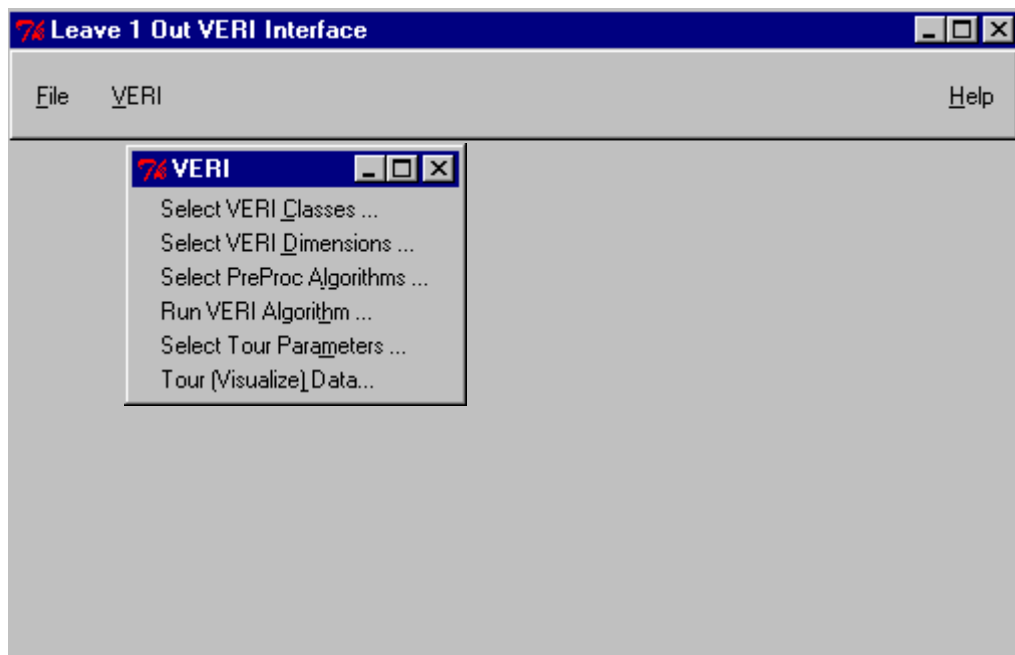 Leave 1 Out VERI Interface
File VERI Help
VERI
Select VERI Classes ...
Select VERI Dimensions ...
Select PreProc Algorithms ...
Run VERI Algorithm ...
Select Tour Parameters ...
Tour (Visualize) Data...